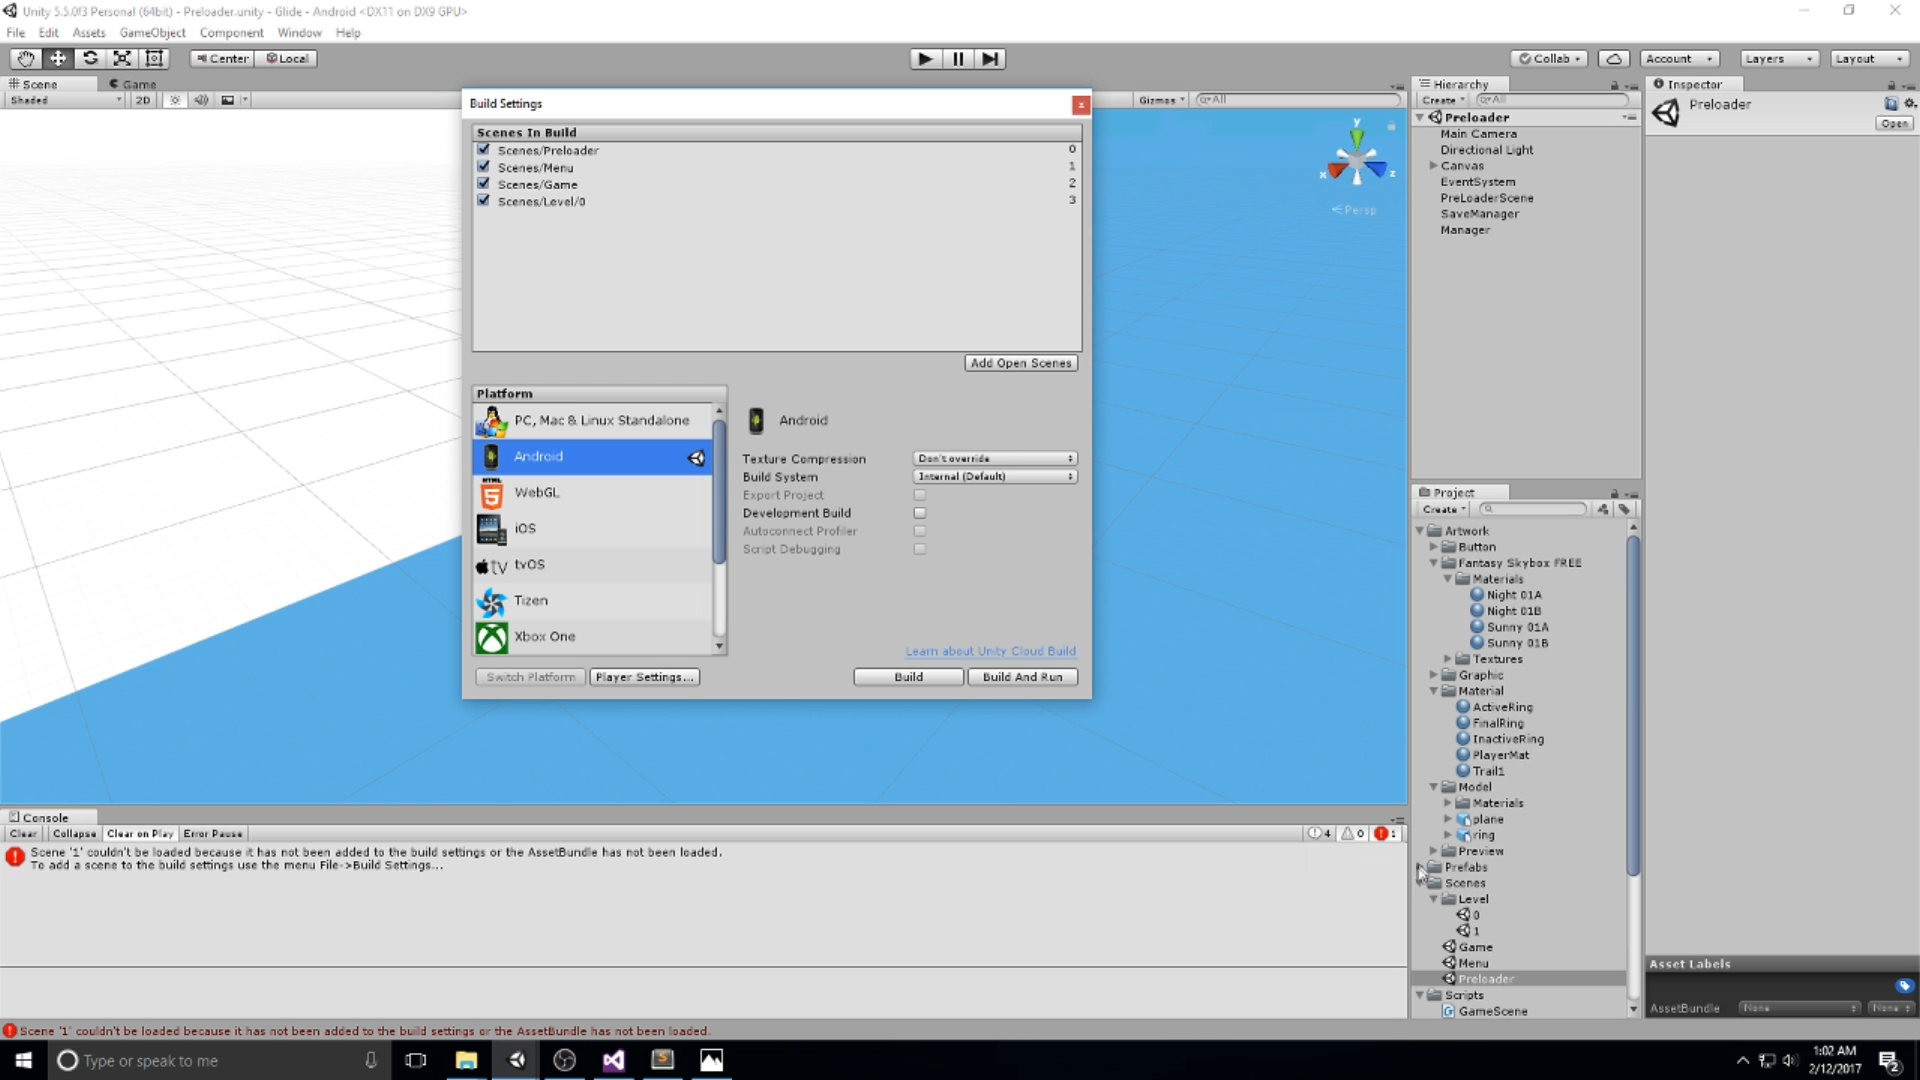 Unity 5.5.0f3 Personal (64bit) - Preloader.unity - Glide - Android <DX11 on DX9 GPU>
File Edit Assets GameObject Component Window Help
Center Local
Collab Account Layers Layout
Scene Game
Shaded 2D
Gizmos All
Build Settings
x
Scenes In Build
Scenes/Preloader 0
Scenes/Menu 1
Scenes/Game 2
Scenes/Level/0 3
Add Open Scenes
Platform
PC, Mac & Linux Standalone
Android
HTML 5 WebGL
iOS
tv tvOS
Tizen
Xbox One
Android
Texture Compression Don't override
Build System Internal (Default)
Export Project
Development Build
Autoconnect Profiler
Script Debugging
Learn about Unity Cloud Build
Switch Platform Player Settings... Build Build And Run
y
x z
Persp
Hierarchy
Create All
Preloader
Main Camera
Directional Light
Canvas
EventSystem
PreLoaderScene
SaveManager
Manager
Inspector
Preloader
Open
Project
Create
Artwork
Button
Fantasy Skybox FREE
Materials
Night 01A
Night 01B
Sunny 01A
Sunny 01B
Textures
Graphic
Material
ActiveRing
FinalRing
InactiveRing
PlayerMat
Trail1
Model
Materials
plane
ring
Preview
Prefabs
Scenes
Level
0
1
Game
Menu
Preloader
Scripts
GameScene
Asset Labels
AssetBundle None None
Console
Clear Collapse Clear on Play Error Pause 4 0 1
Scene '1' couldn't be loaded because it has not been added to the build settings or the AssetBundle has not been loaded.
To add a scene to the build settings use the menu File->Build Settings...
Scene '1' couldn't be loaded because it has not been added to the build settings or the AssetBundle has not been loaded.
Type or speak to me
1:02 AM
2/12/2017
2